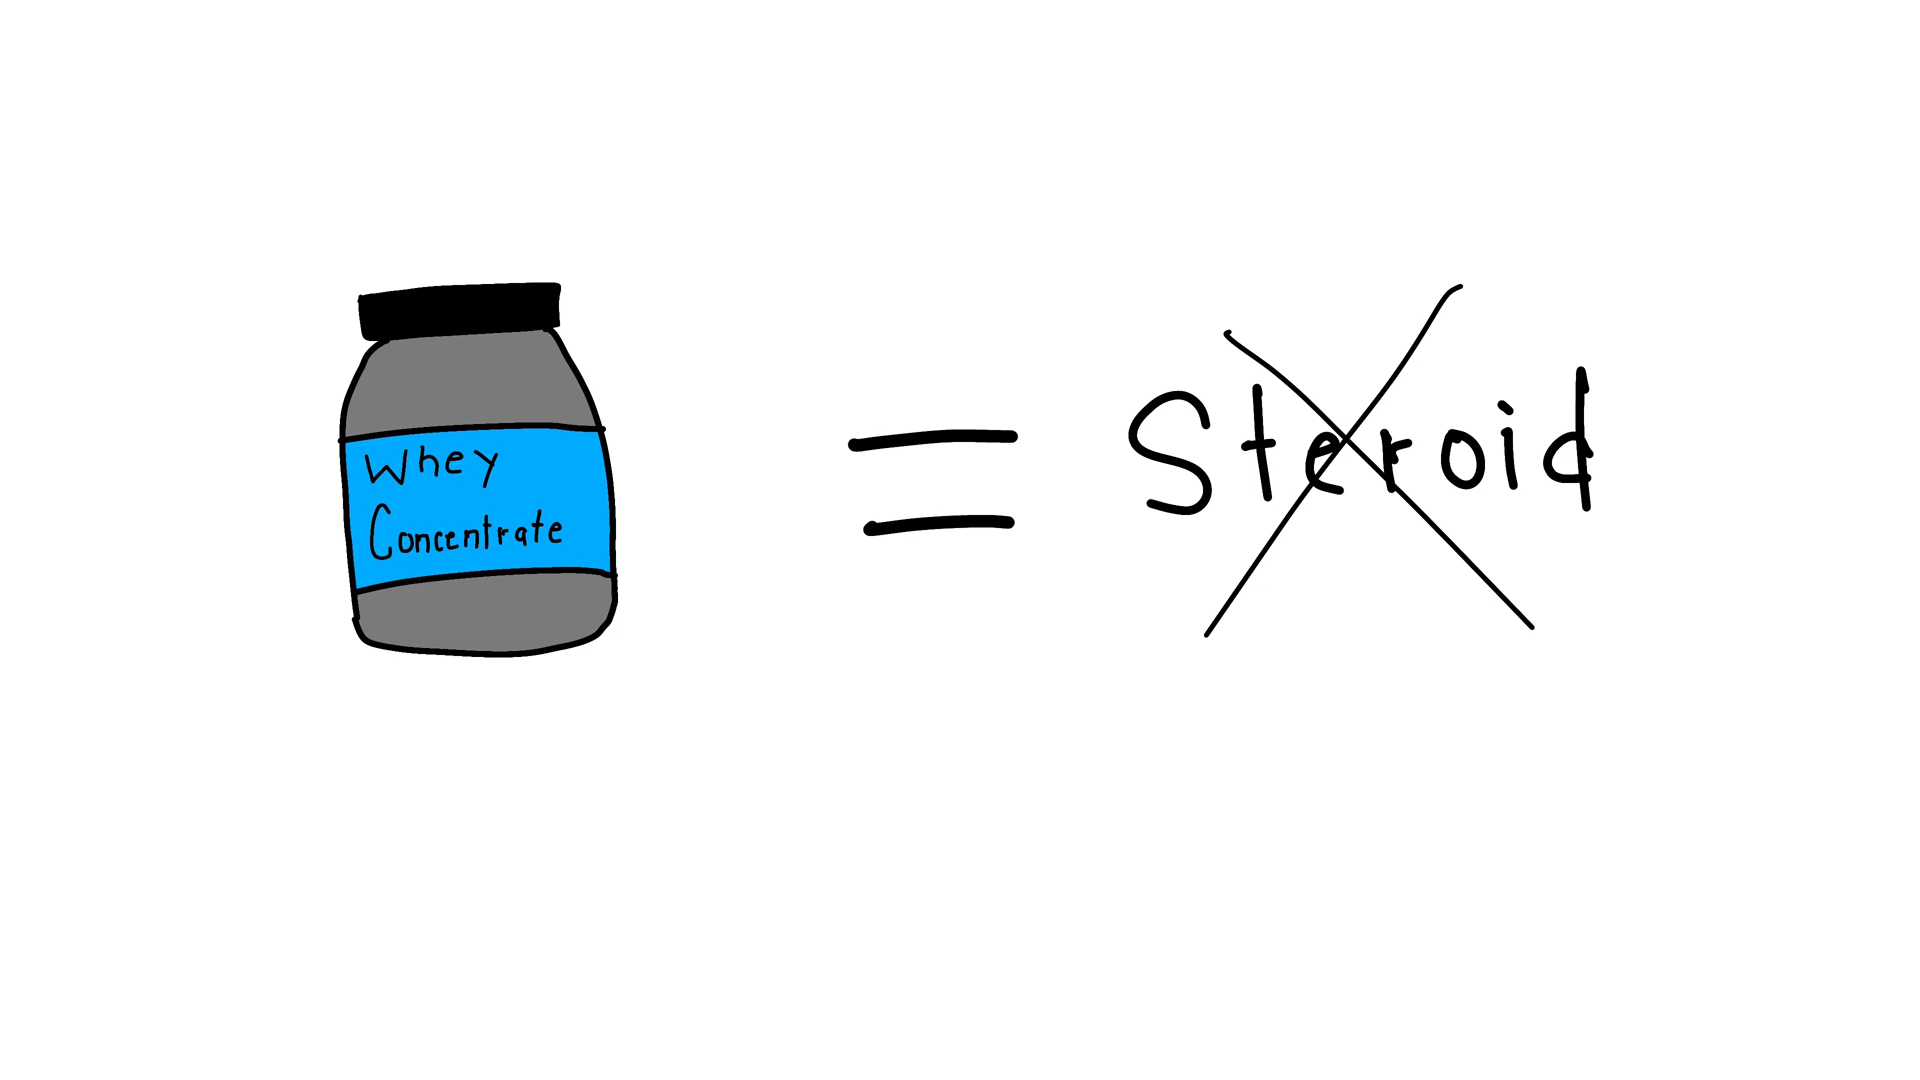 Whey
Concentrate
= Steroid